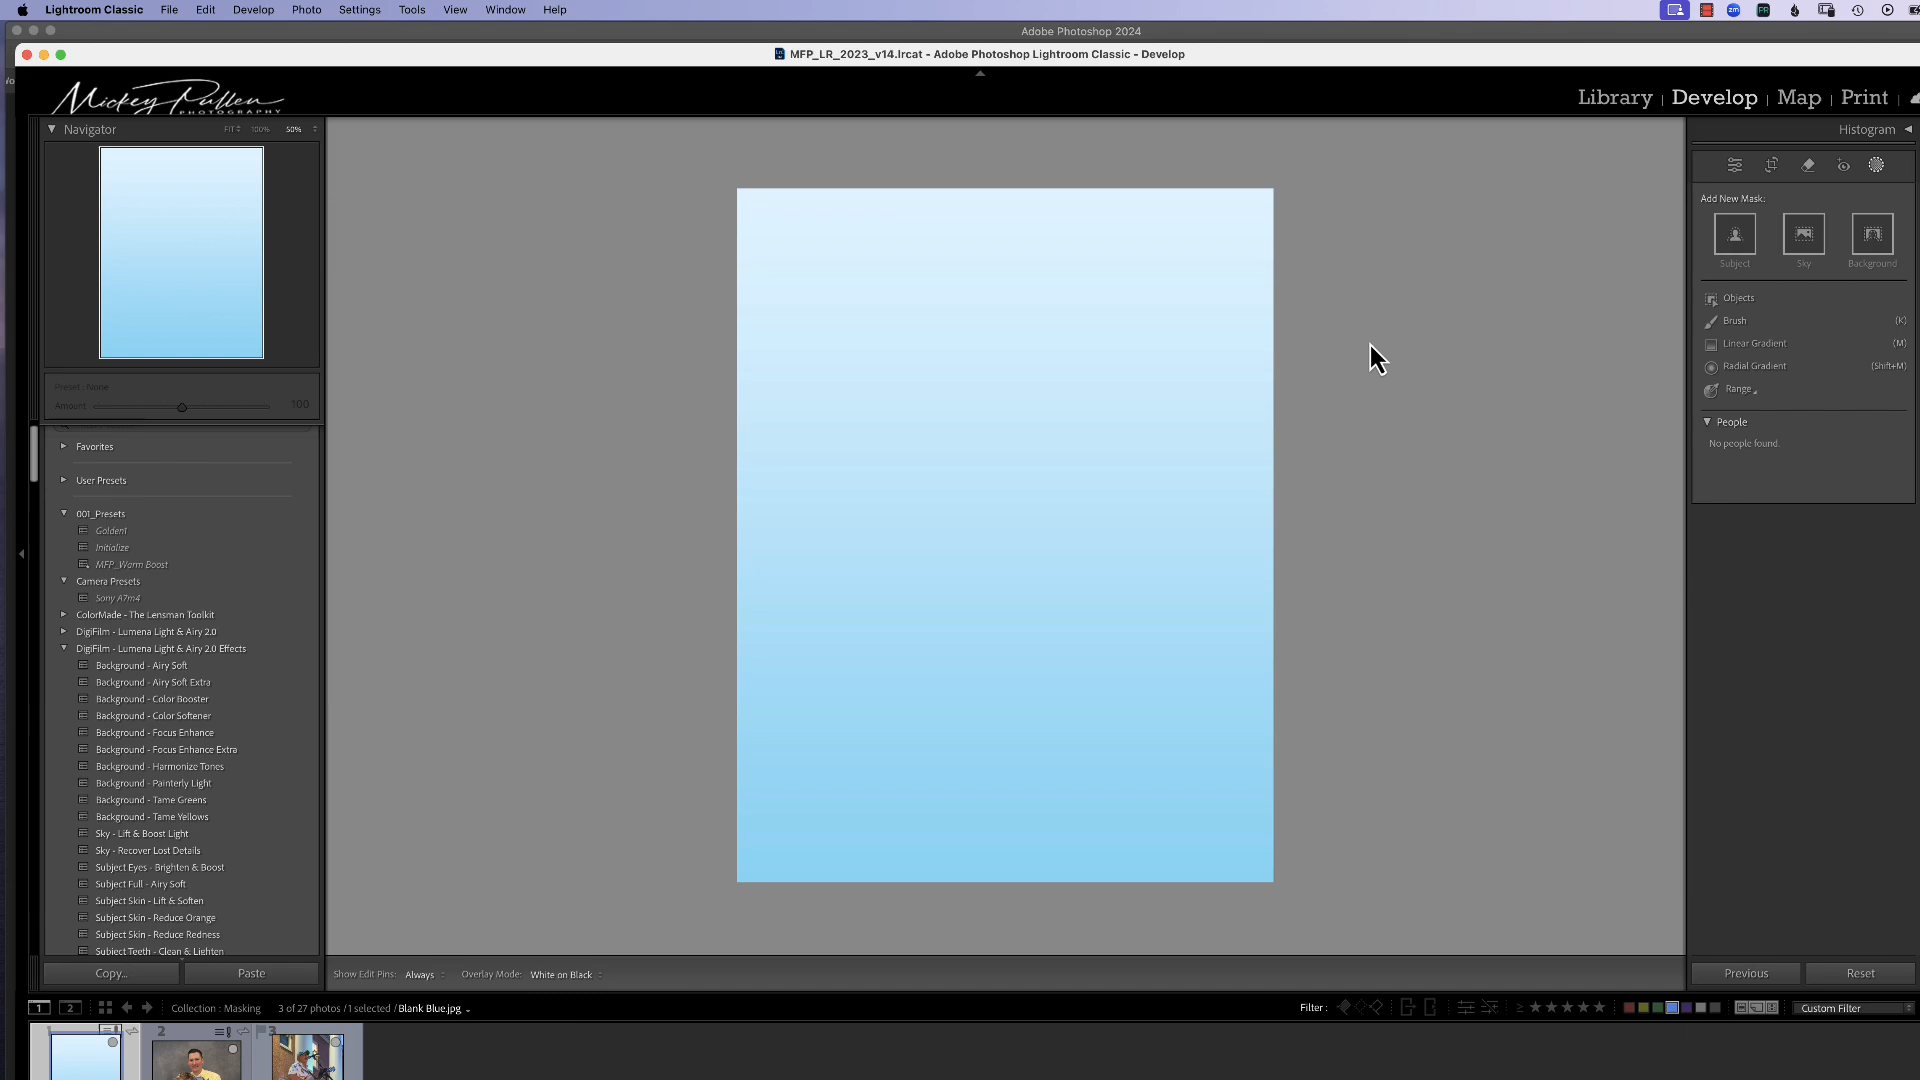 Lightroom Classic File Edit Develop Photo Settings Tools View Window Help
Adobe Photoshop 2024
MFP_LR_2023_v14.lrcat - Adobe Photoshop Lightroom Classic - Develop
Mickey Pullen
PHOTOGRAPHY
Library | Develop | Map | Print |
Navigator FIT 100% 50%
Histogram
Add New Mask:
Subject Sky Background
Objects
Brush (K)
Linear Gradient (M)
Radial Gradient (Shift+M)
Range
People
No people found.
Preset: None
Amount 100
Favorites
User Presets
001_Presets
Golden1
Initialize
MFP_Warm Boost
Camera Presets
Sony A7m4
ColorMade - The Lensman Toolkit
DigiFilm - Lumena Light & Airy 2.0
DigiFilm - Lumena Light & Airy 2.0 Effects
Background - Airy Soft
Background - Airy Soft Extra
Background - Color Booster
Background - Color Softener
Background - Focus Enhance
Background - Focus Enhance Extra
Background - Harmonize Tones
Background - Painterly Light
Background - Tame Greens
Background - Tame Yellows
Sky - Lift & Boost Light
Sky - Recover Lost Details
Subject Eyes - Brighten & Boost
Subject Full - Airy Soft
Subject Skin - Lift & Soften
Subject Skin - Reduce Orange
Subject Skin - Reduce Redness
Subject Teeth - Clean & Lighten
Copy... Paste
Show Edit Pins: Always Overlay Mode: White on Black
Previous Reset
1 2 Collection : Masking 3 of 27 photos / 1 selected / Blank Blue.jpg
Filter : ≥ Custom Filter
1 2 3